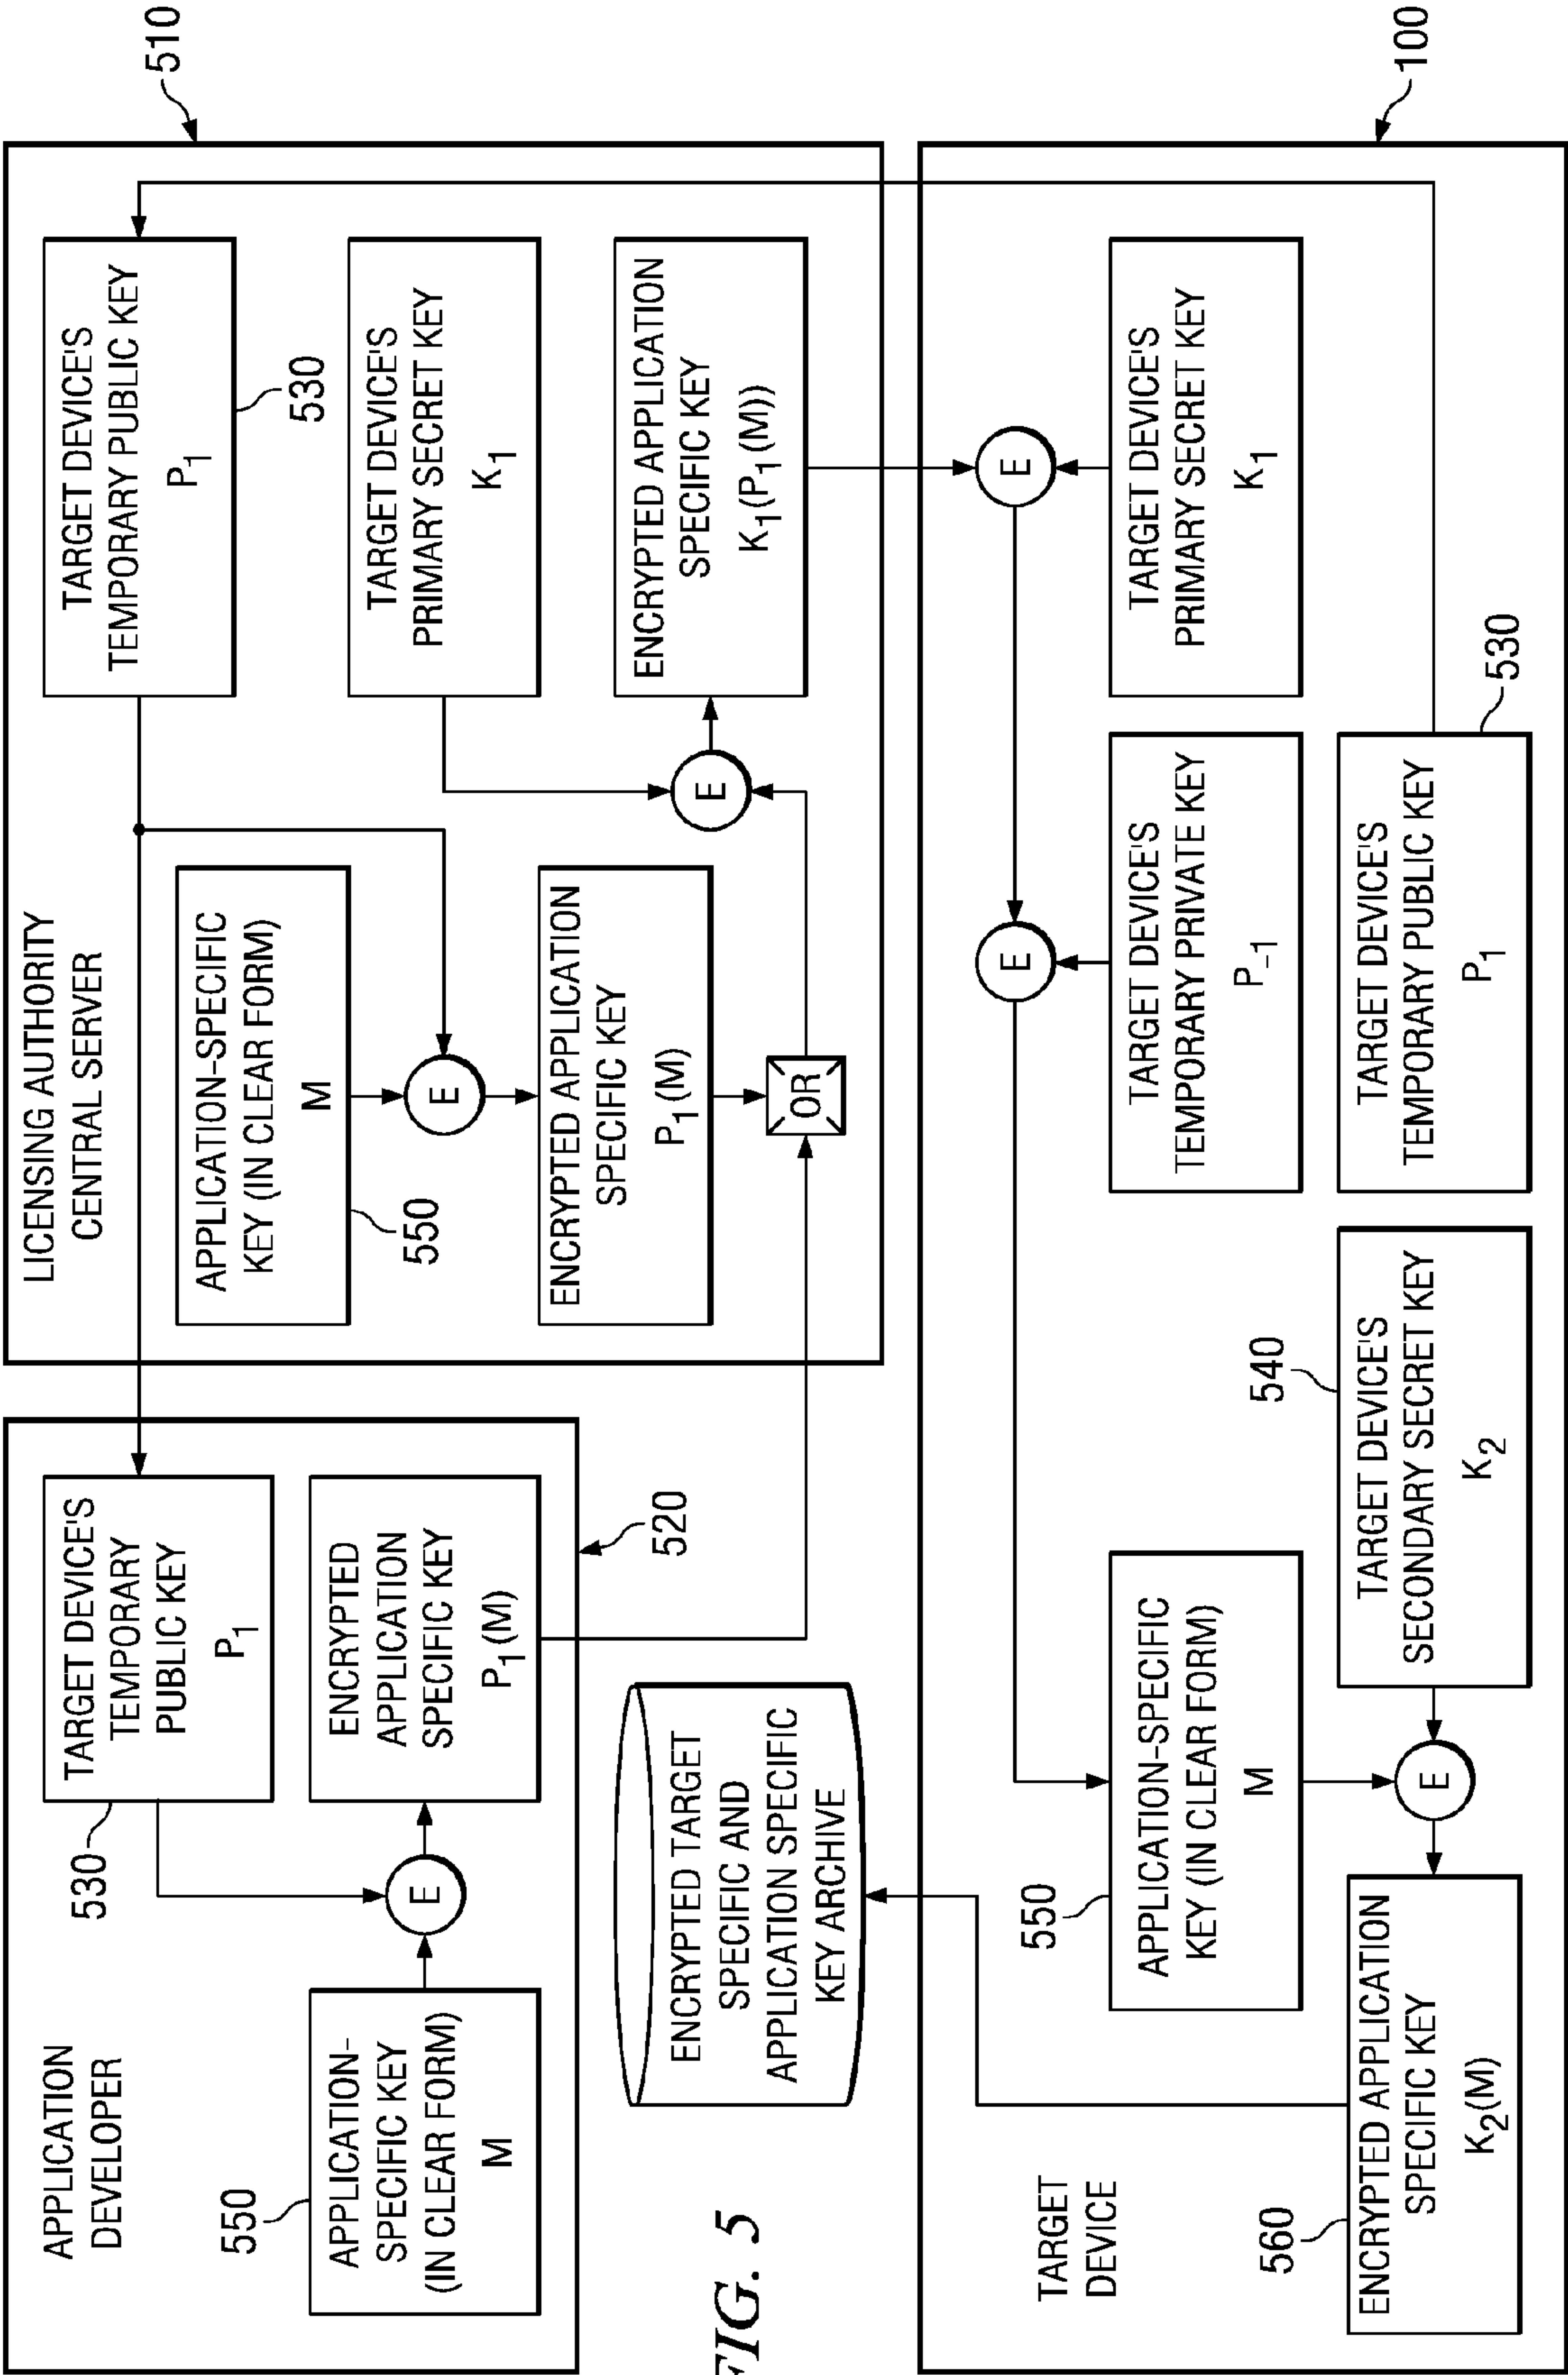 APPLICATION
DEVELOPER
550
APPLICATION-
SPECIFIC KEY
(IN CLEAR FORM)
M
E
530
TARGET DEVICE'S
TEMPORARY
PUBLIC KEY
P1
ENCRYPTED
APPLICATION
SPECIFIC KEY
P1(M)
520
LICENSING AUTHORITY
CENTRAL SERVER
510
APPLICATION-SPECIFIC
KEY (IN CLEAR FORM)
M
550
E
ENCRYPTED APPLICATION
SPECIFIC KEY
P1(M)
OR
TARGET DEVICE'S
TEMPORARY PUBLIC KEY
P1
530
TARGET DEVICE'S
PRIMARY SECRET KEY
K1
E
ENCRYPTED APPLICATION
SPECIFIC KEY
K1(P1(M))
FIG. 5
ENCRYPTED TARGET
SPECIFIC AND
APPLICATION SPECIFIC
KEY ARCHIVE
TARGET
DEVICE
100
E
E
550
APPLICATION-SPECIFIC
KEY (IN CLEAR FORM)
M
TARGET DEVICE'S
TEMPORARY PRIVATE KEY
P-1
TARGET DEVICE'S
PRIMARY SECRET KEY
K1
560
ENCRYPTED APPLICATION
SPECIFIC KEY
K2(M)
E
540
TARGET DEVICE'S
SECONDARY SECRET KEY
K2
TARGET DEVICE'S
TEMPORARY PUBLIC KEY
P1
530